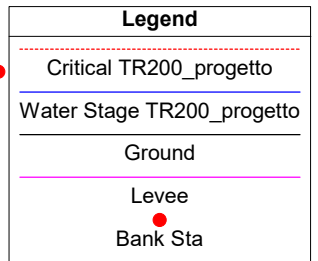 Legend
Critical TR200_progetto
Water Stage TR200_progetto
Ground
Levee
Bank Sta